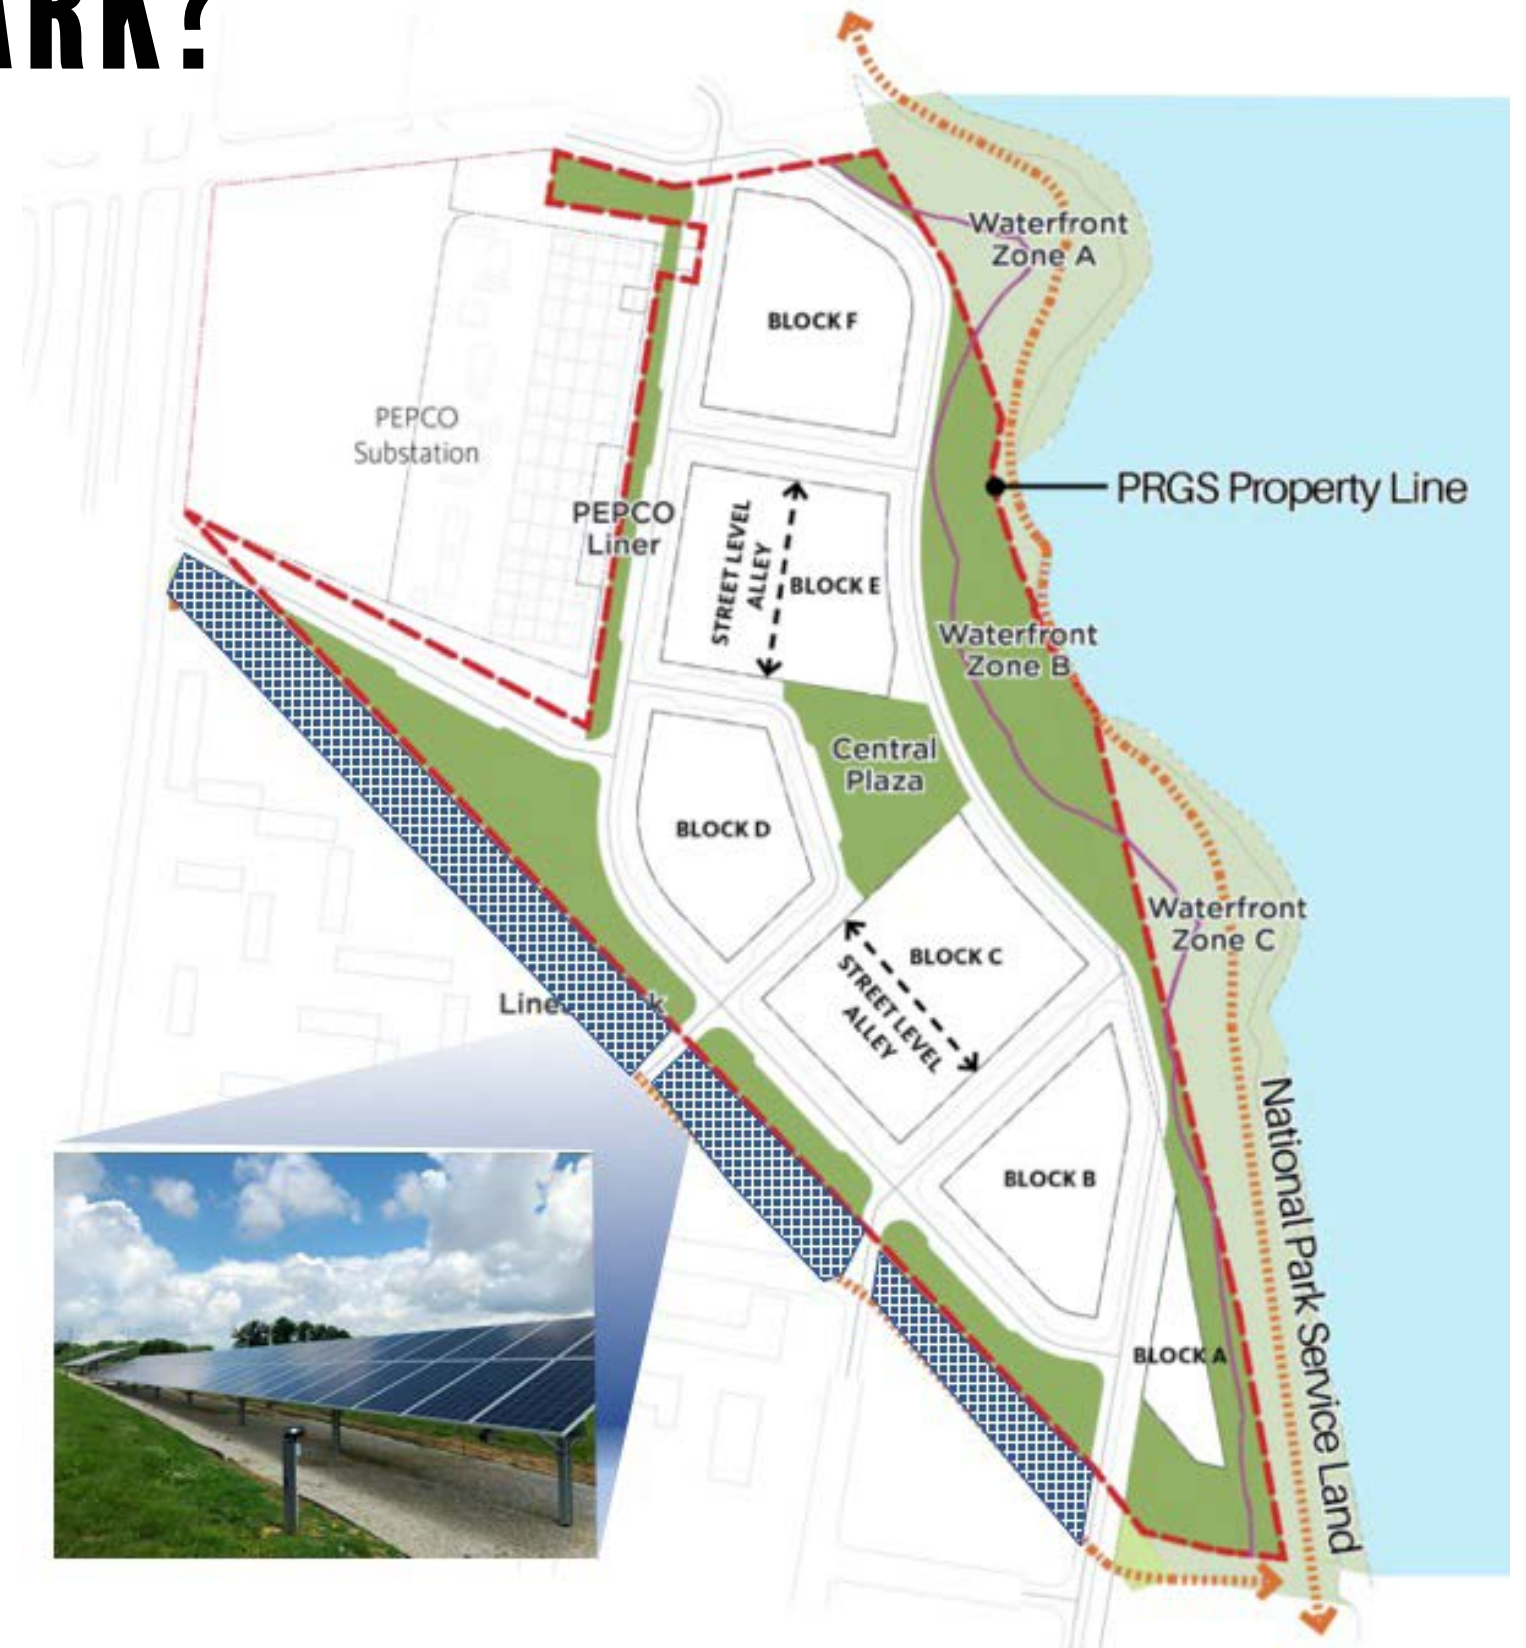 ARK?
Waterfront
Zone A
BLOCK F
PEPCO
Substation
PRGS Property Line
PEPCO
Liner
STREET LEVEL
ALLEY
BLOCK E
Waterfront
Zone B
Central
Plaza
BLOCK D
Waterfront
Zone C
BLOCK C
STREET LEVEL
ALLEY
Line
k
National Park Service Land
BLOCK B
BLOCK A